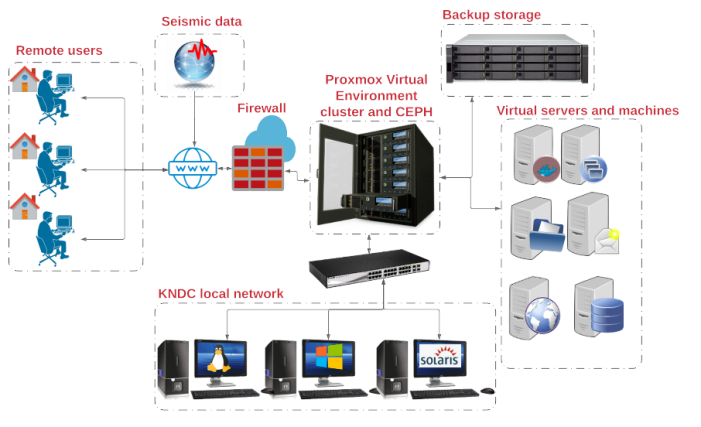 Seismic data
Backup storage
Remote users
Proxmox Virtual
Environment
cluster and CEPH
Firewall
Virtual servers and machines
WWW
KNDC local network
solaris